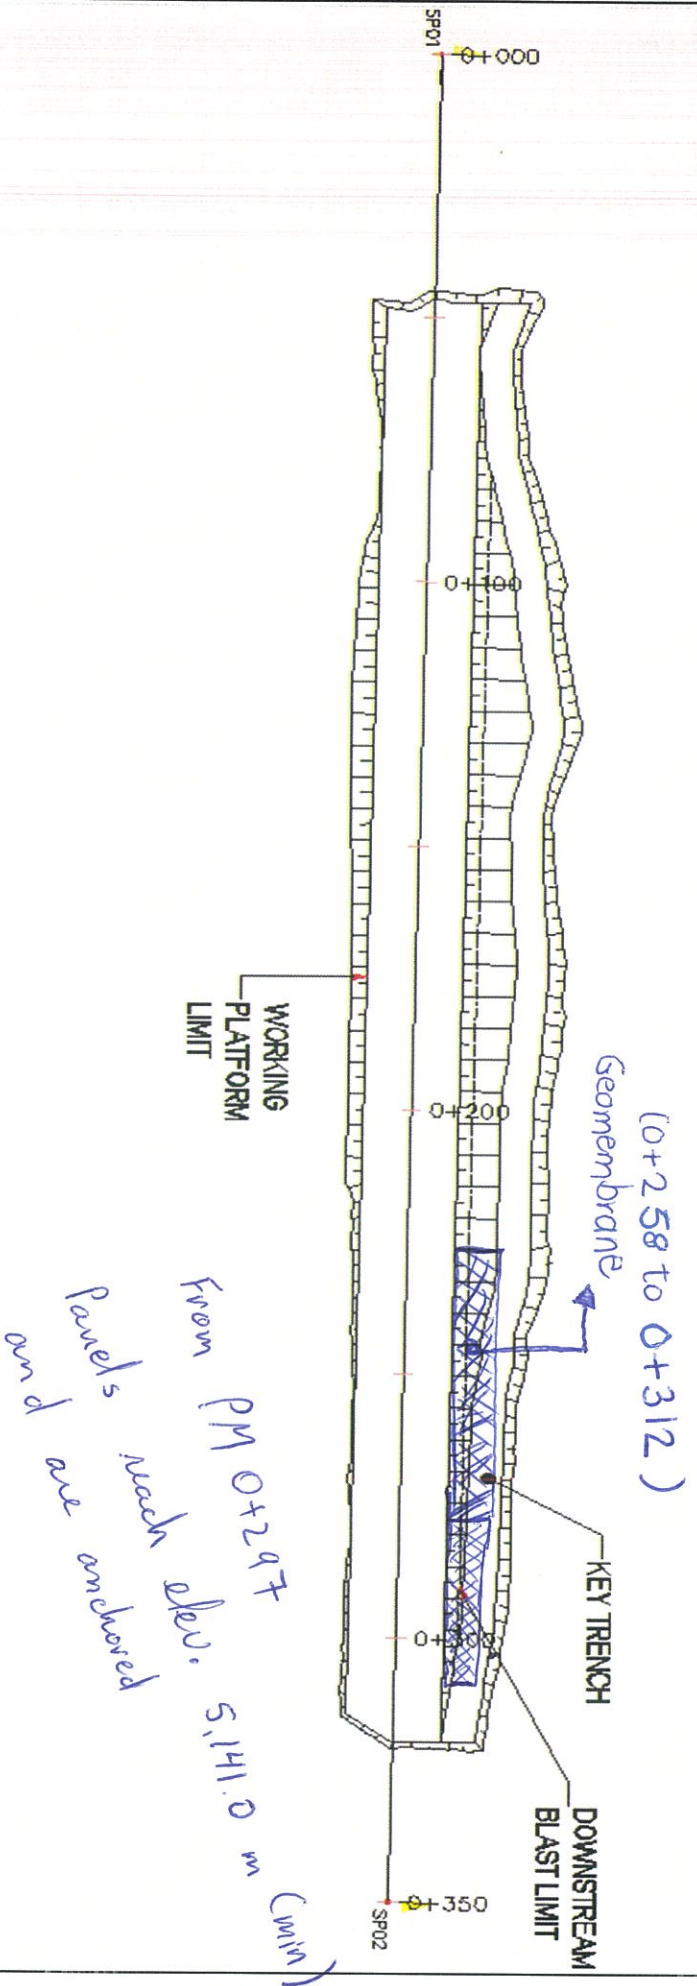 SP01
0+000
0+100
0+200
0+350
SP02
WORKING
PLATFORM
LIMIT
(0+258 to 0+312)
Geomembrane
KEY TRENCH
DOWNSTREAM
BLAST LIMIT
From PM 0+297
Panels reach elev. 5,141.0 m (min)
and are anchored